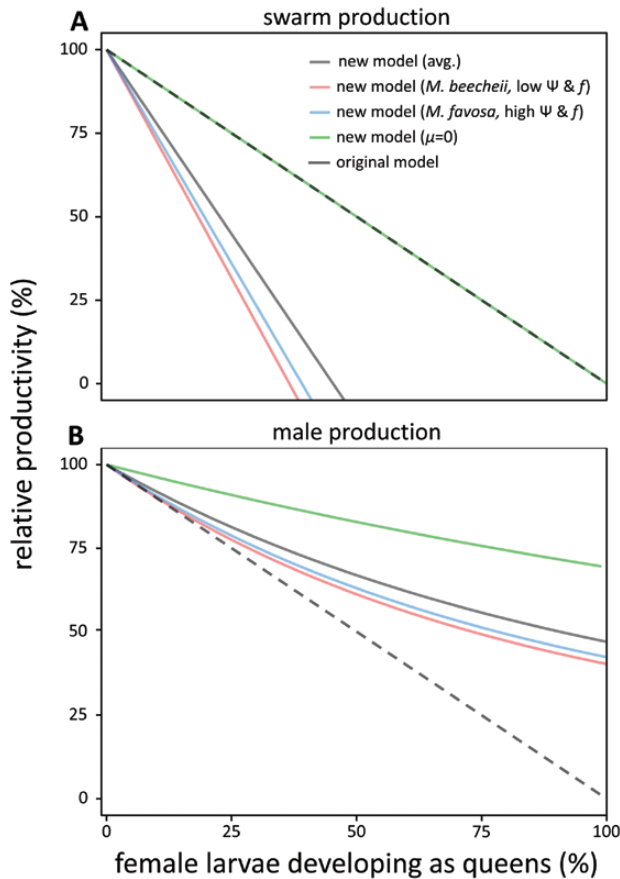 A
swarm production
100
75
50
25
0
new model (avg.)
new model (M. beecheii, low Ψ & f)
new model (M. favosa, high Ψ & f)
new model (μ=0)
original model
relative productivity (%)
B
male production
100
75
50
25
0
0 25 50 75 100
female larvae developing as queens (%)